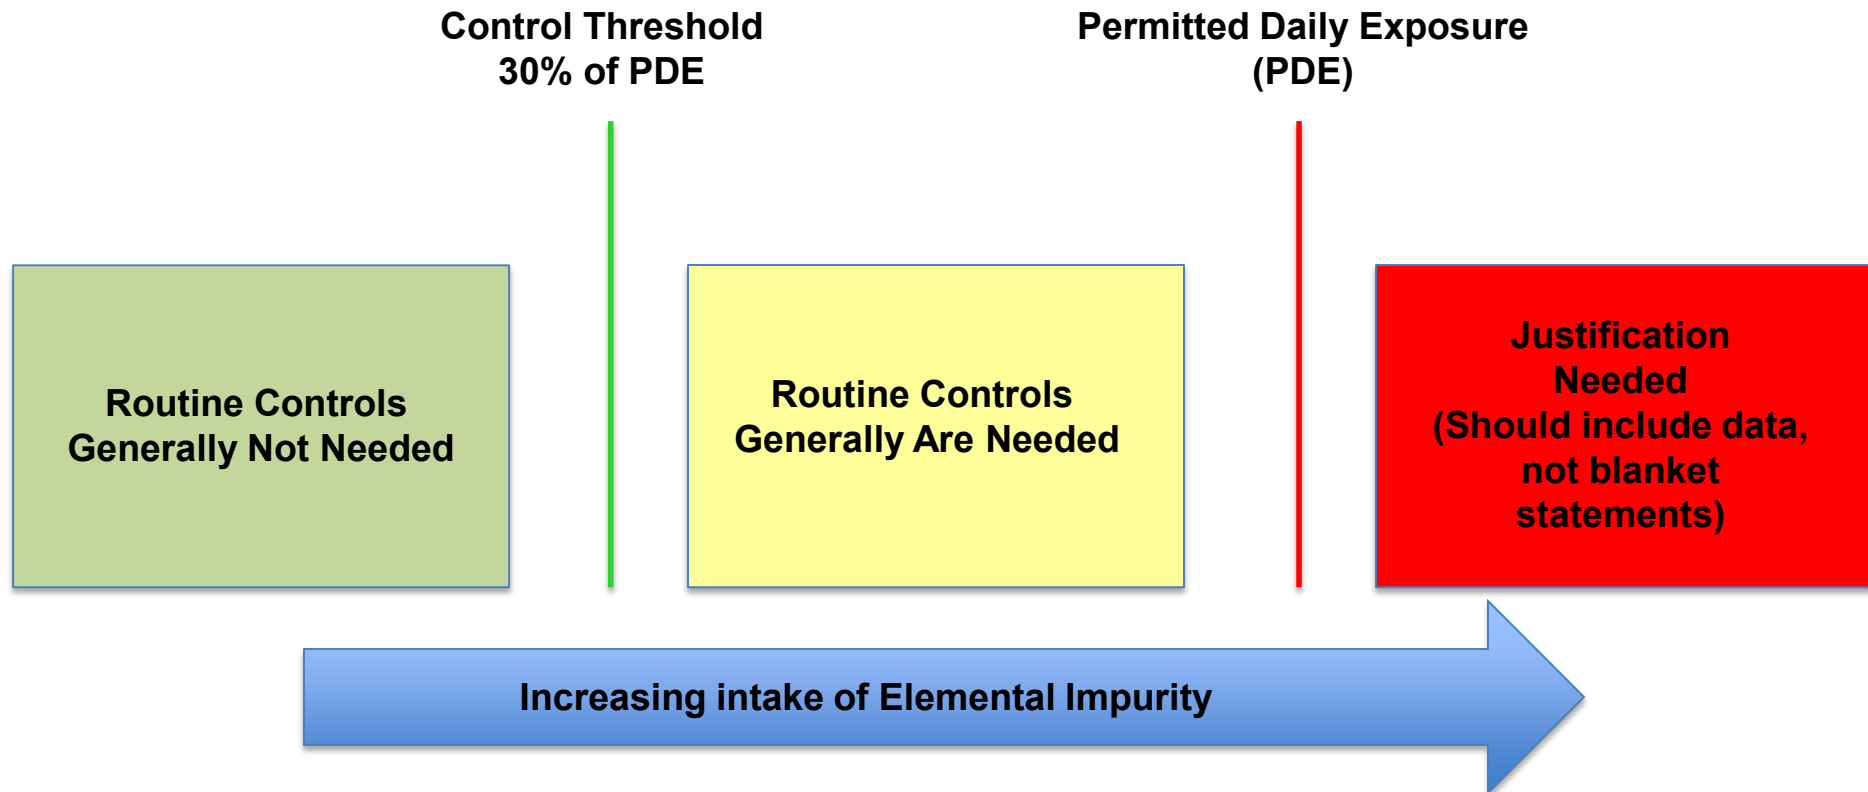 Control Threshold
30% of PDE
Permitted Daily Exposure
(PDE)
Routine Controls
Generally Not Needed
Routine Controls
Generally Are Needed
Justification
Needed
(Should include data,
not blanket
statements)
Increasing intake of Elemental Impurity